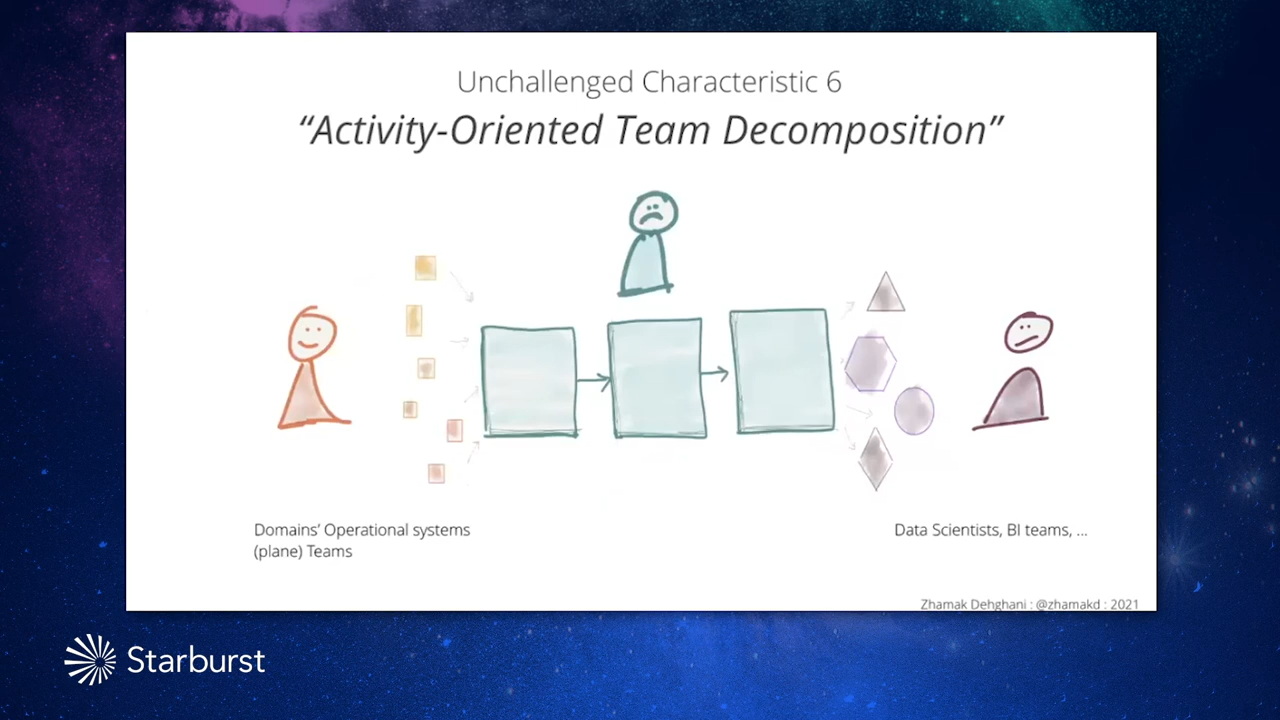 Unchallenged Characteristic 6
“Activity-Oriented Team Decomposition”
Domains’ Operational systems
(plane) Teams
Data Scientists, BI teams, ...
Zhamak Dehghani : @zhamakd : 2021
Starburst